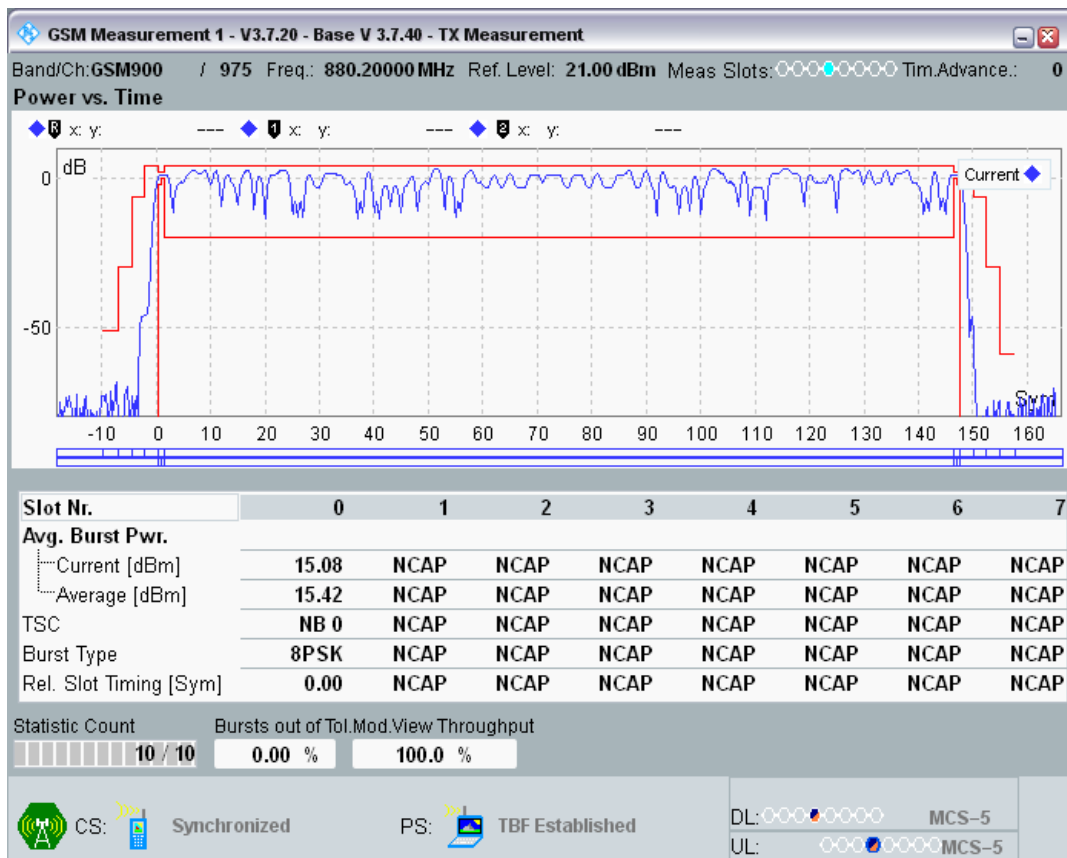 GSM Measurement 1 - V3.7.20 - Base V 3.7.40 - TX Measurement
Band/Ch:GSM900 / 975 Freq.: 880.20000 MHz Ref. Level: 21.00 dBm Meas Slots: Tim.Advance.: 0
Power vs. Time
R x: y: --- 1 x: y: --- 2 x: y: ---
dB
Current
0
-50
Sym
-10 0 10 20 30 40 50 60 70 80 90 100 110 120 130 140 150 160
Slot Nr. 0 1 2 3 4 5 6 7
Avg. Burst Pwr.
Current [dBm] 15.08 NCAP NCAP NCAP NCAP NCAP NCAP NCAP
Average [dBm] 15.42 NCAP NCAP NCAP NCAP NCAP NCAP NCAP
TSC NB 0 NCAP NCAP NCAP NCAP NCAP NCAP NCAP
Burst Type 8PSK NCAP NCAP NCAP NCAP NCAP NCAP NCAP
Rel. Slot Timing [Sym] 0.00 NCAP NCAP NCAP NCAP NCAP NCAP NCAP
Statistic Count Bursts out of Tol.Mod.View Throughput
10 / 10 0.00 % 100.0 %
CS: Synchronized PS: TBF Established DL: MCS-5
UL: MCS-5